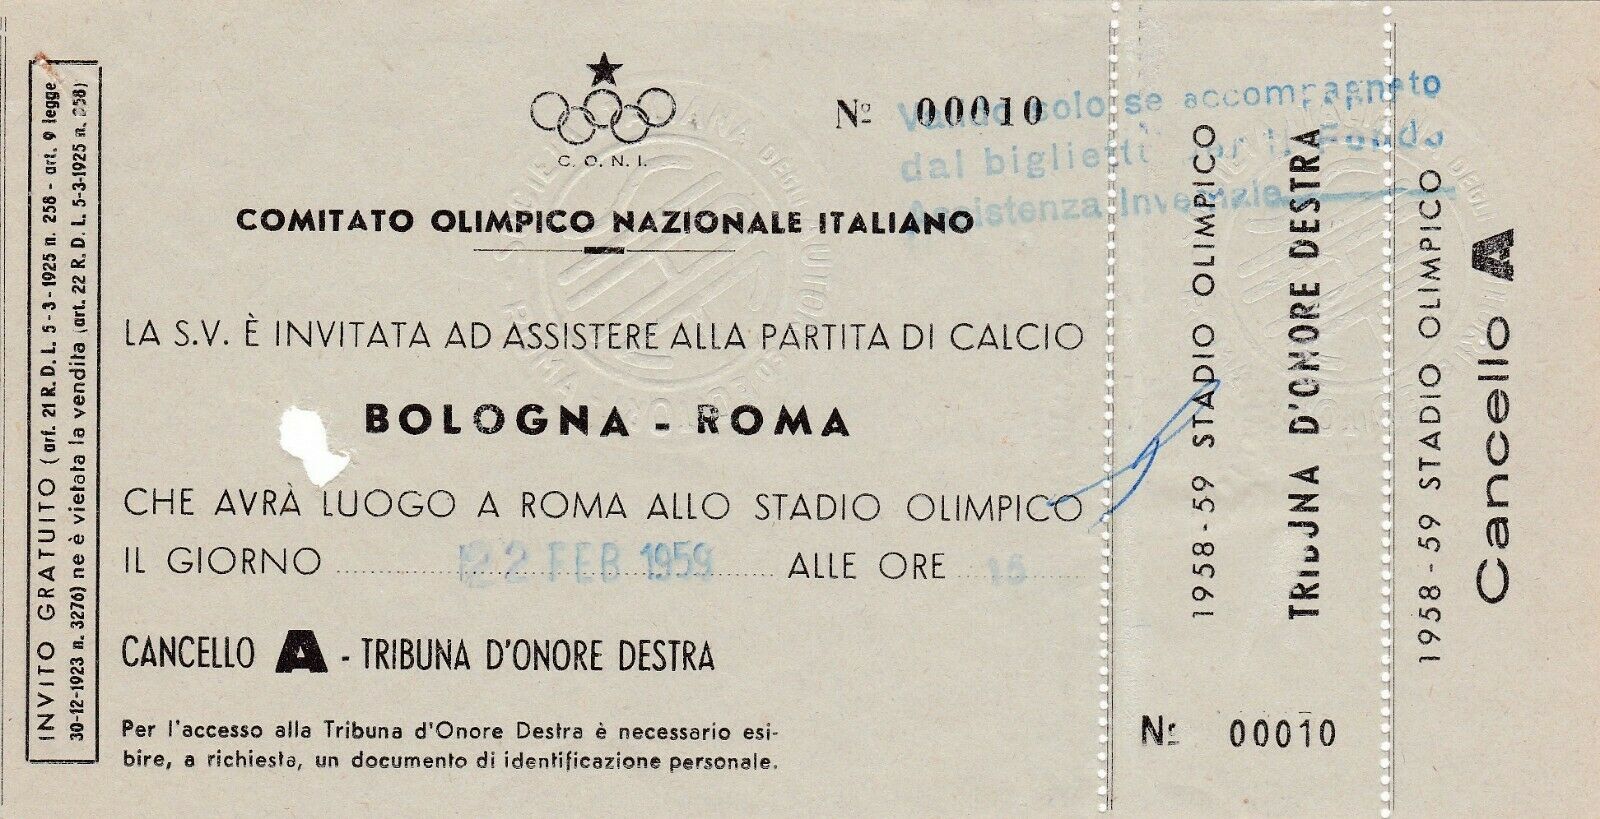 INVITO GRATUITO (art. 21 R. D. L. 5 - 3 - 1925 n. 258 - art. 9 legge
30-12-1923 n. 3276) ne è vietata la vendita (art. 22 R. D. L. 5-3-1925 n. 258)
C. O. N. I.
Nº 00010
solo se accompagnato
dal Fondo
Assistenza Invernale
COMITATO OLIMPICO NAZIONALE ITALIANO
LA S.V. È INVITATA AD ASSISTERE ALLA PARTITA DI CALCIO
BOLOGNA - ROMA
CHE AVRÀ LUOGO A ROMA ALLO STADIO OLIMPICO
IL GIORNO 22 FEB 1959 ALLE ORE 15
CANCELLO A - TRIBUNA D'ONORE DESTRA
Per l'accesso alla Tribuna d'Onore Destra è necessario esi-
bire, a richiesta, un documento di identificazione personale.
1958 - 59 STADIO OLIMPICO
TRIBUNA D'ONORE DESTRA
Nº 00010
1958 - 59 STADIO OLIMPICO
Cancello A